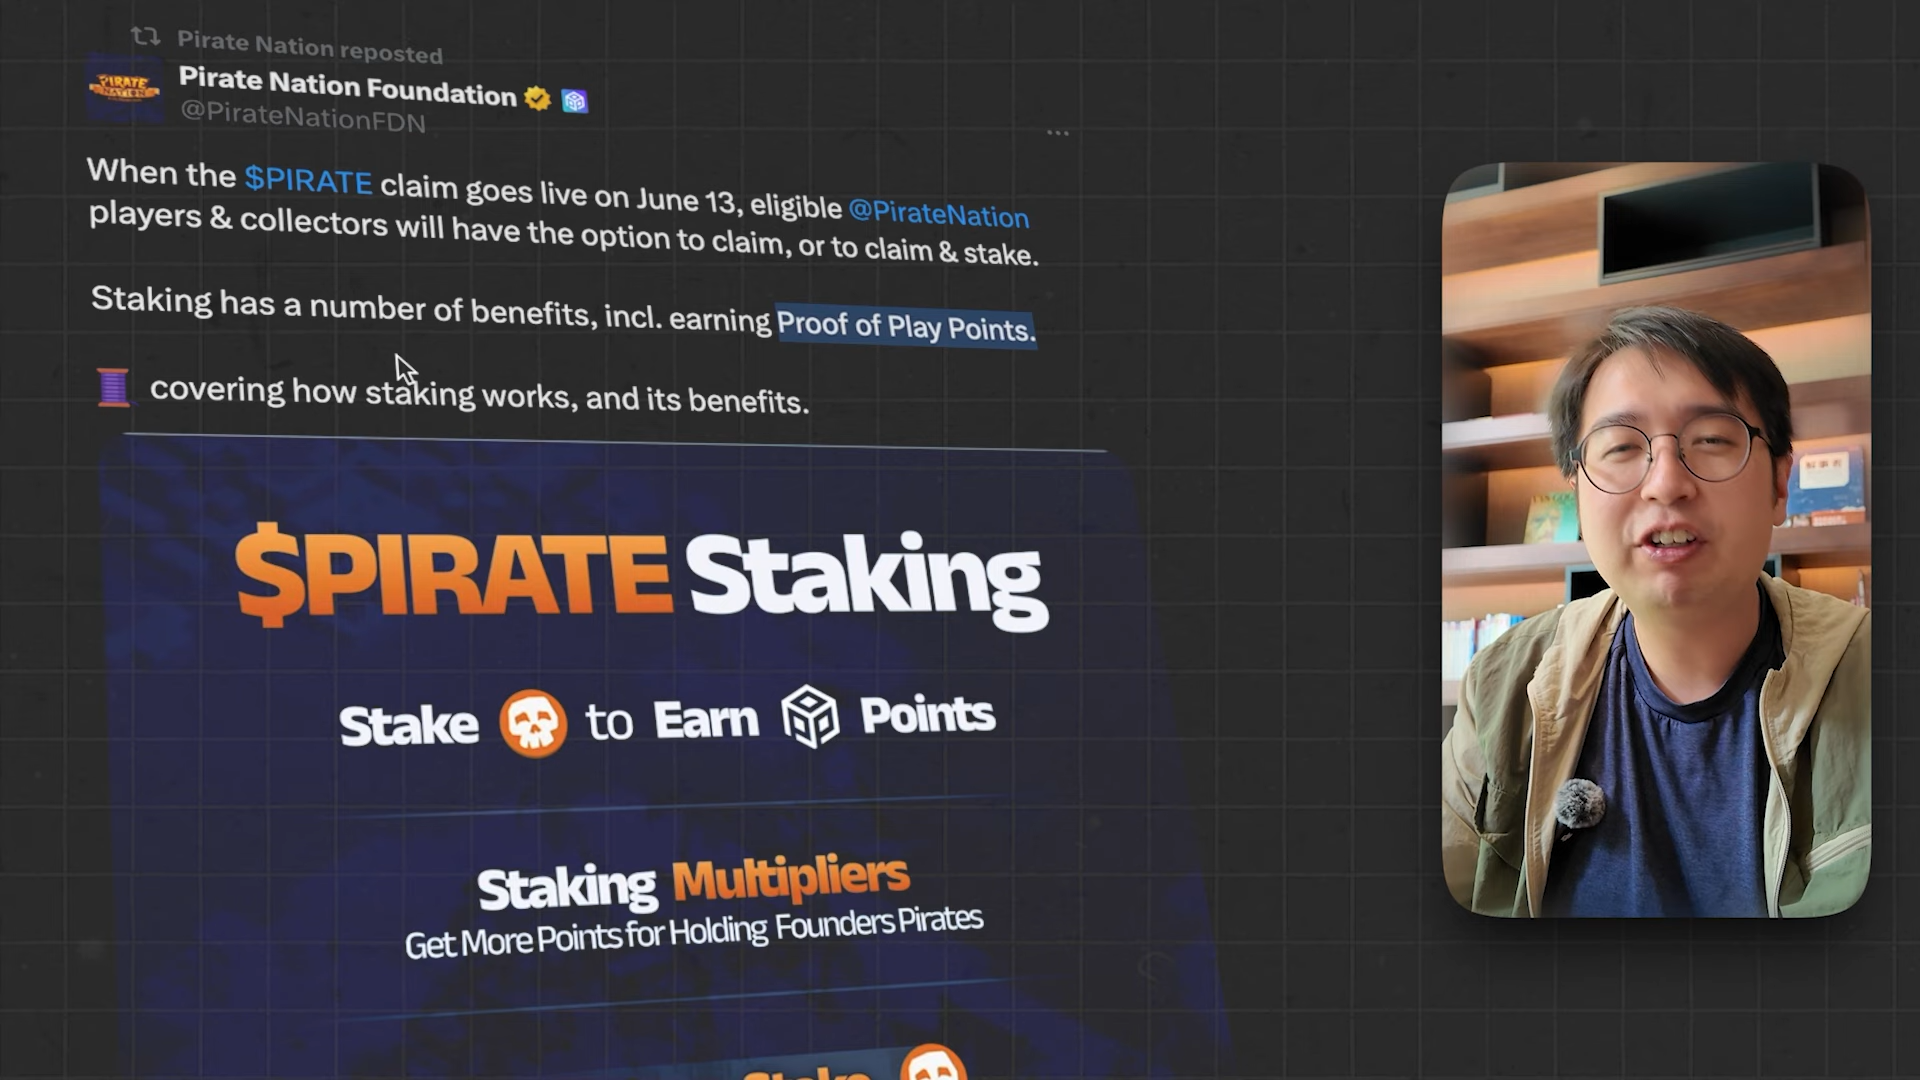 Pirate Nation reposted
PIRATE
NATION
Pirate Nation Foundation
@PirateNationFDN
When the $PIRATE claim goes live on June 13, eligible @PirateNation
players & collectors will have the option to claim, or to claim & stake.
Staking has a number of benefits, incl. earning Proof of Play Points.
covering how staking works, and its benefits.
$PIRATE Staking
Stake to Earn Points
Staking Multipliers
Get More Points for Holding Founders Pirates
Stake